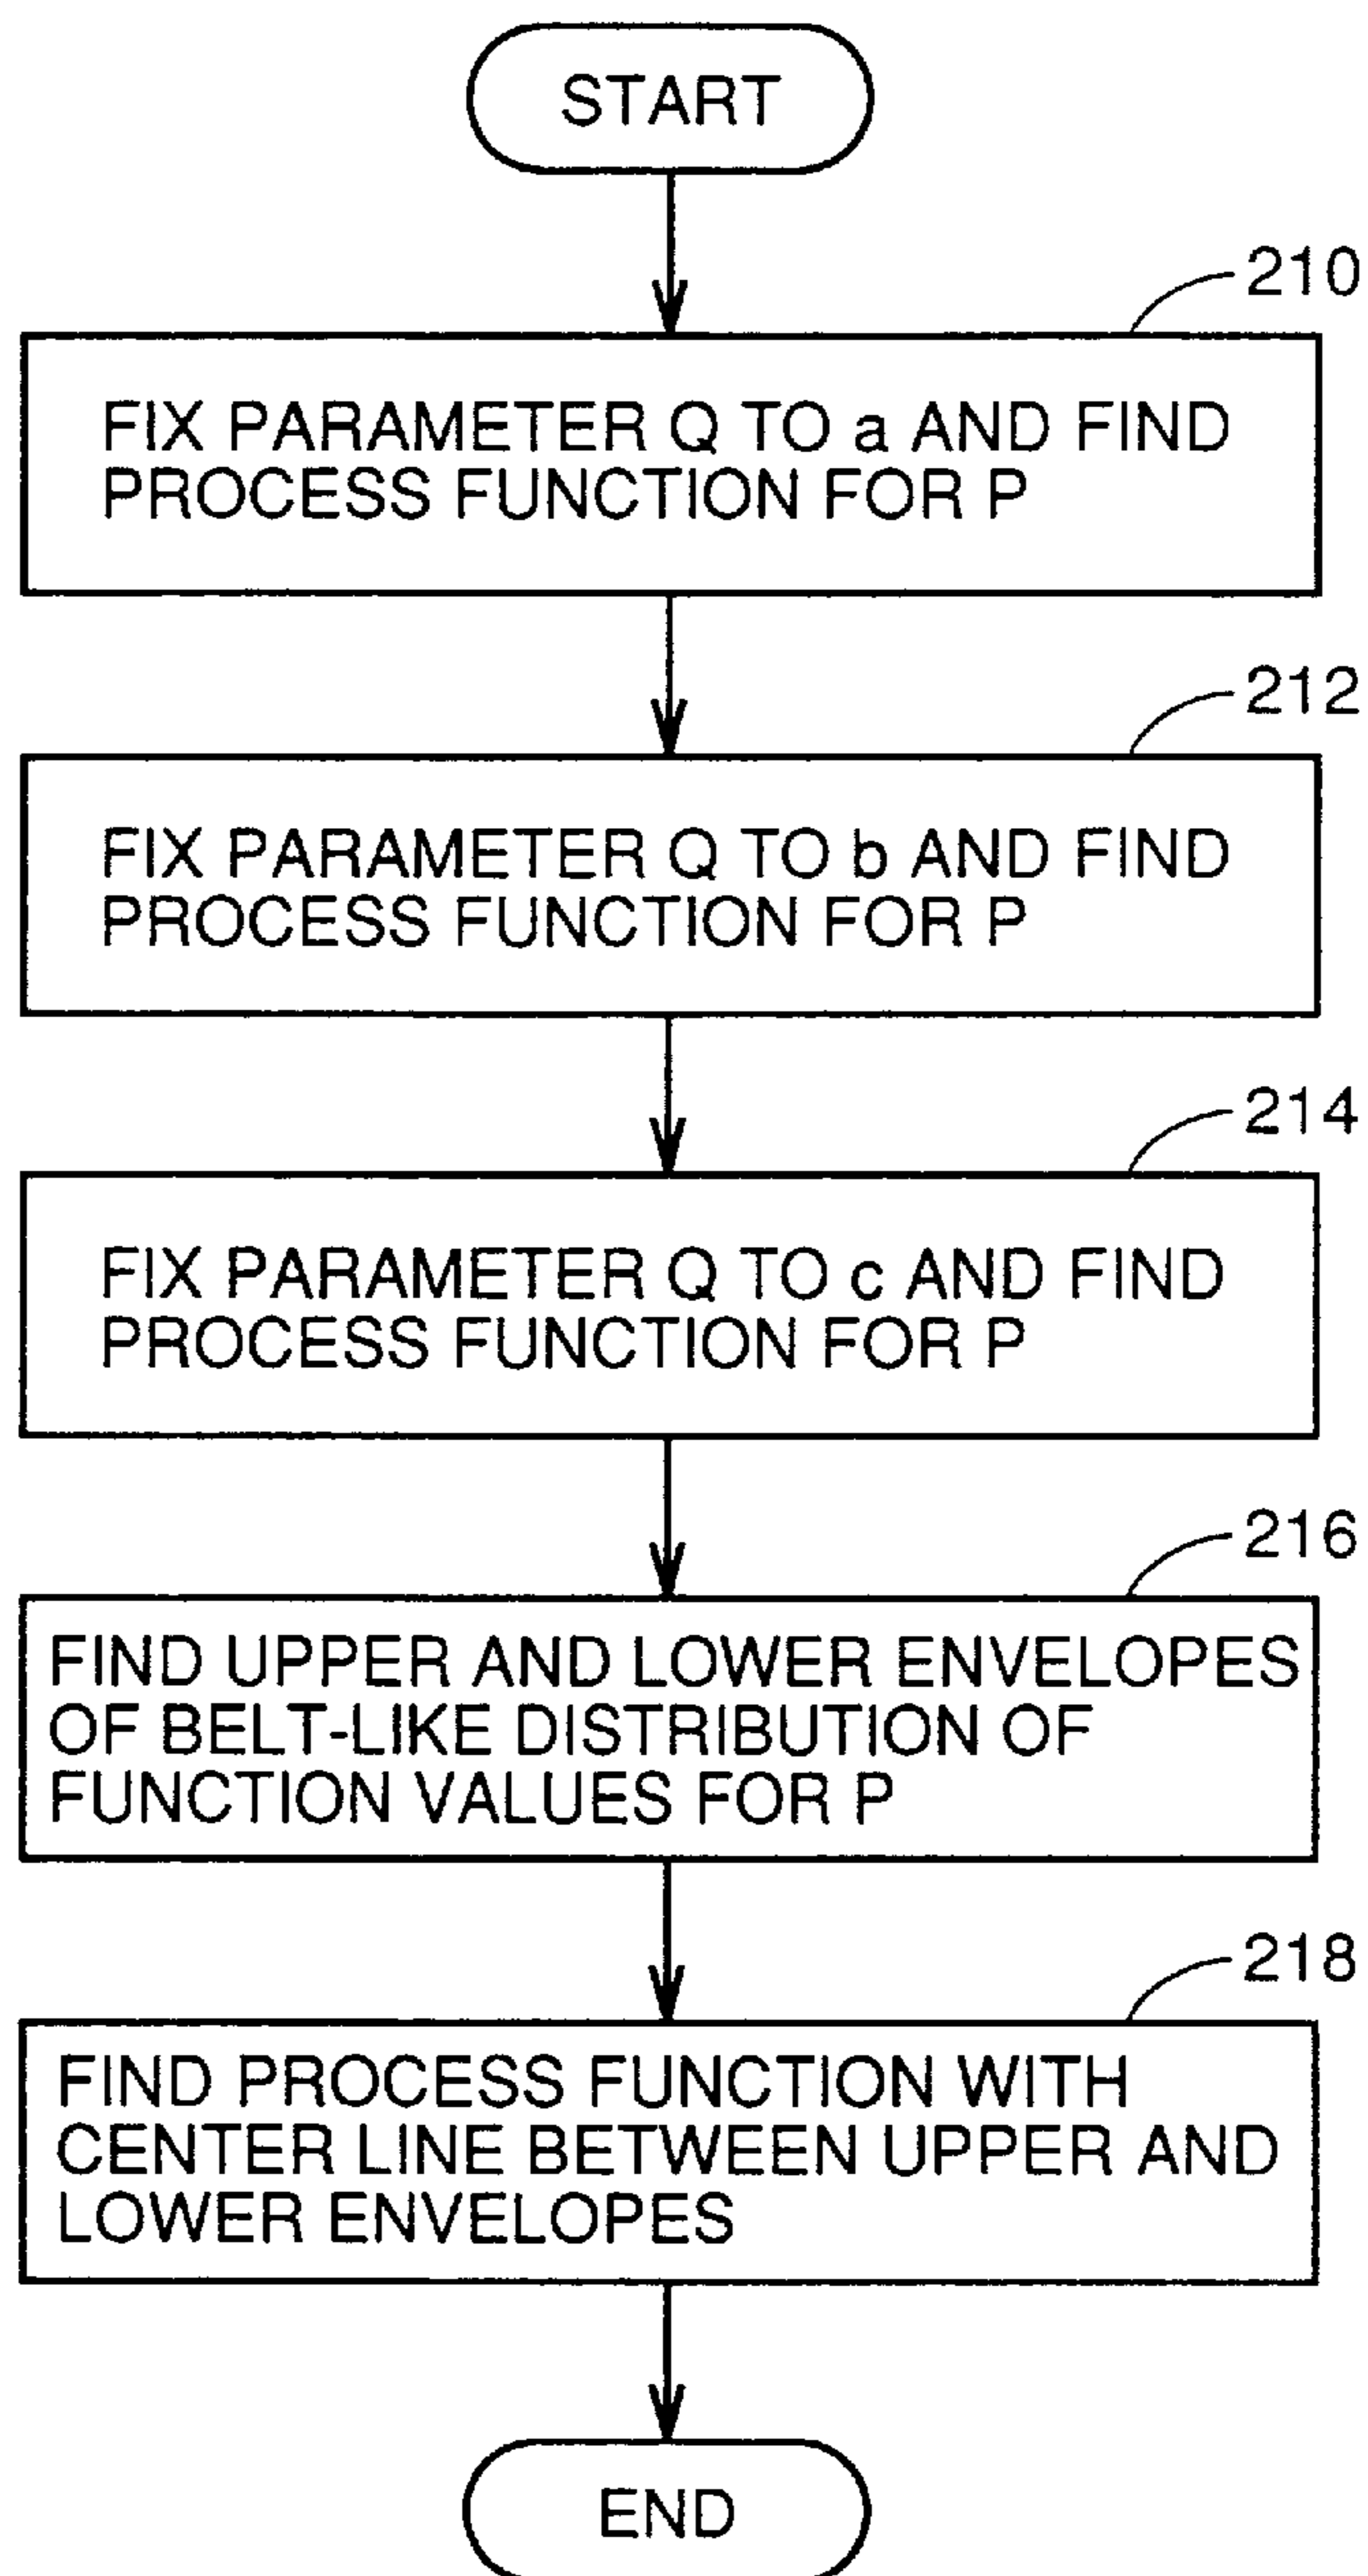 START
210
FIX PARAMETER Q TO a AND FIND
PROCESS FUNCTION FOR P
212
FIX PARAMETER Q TO b AND FIND
PROCESS FUNCTION FOR P
214
FIX PARAMETER Q TO c AND FIND
PROCESS FUNCTION FOR P
216
FIND UPPER AND LOWER ENVELOPES
OF BELT-LIKE DISTRIBUTION OF
FUNCTION VALUES FOR P
218
FIND PROCESS FUNCTION WITH
CENTER LINE BETWEEN UPPER AND
LOWER ENVELOPES
END